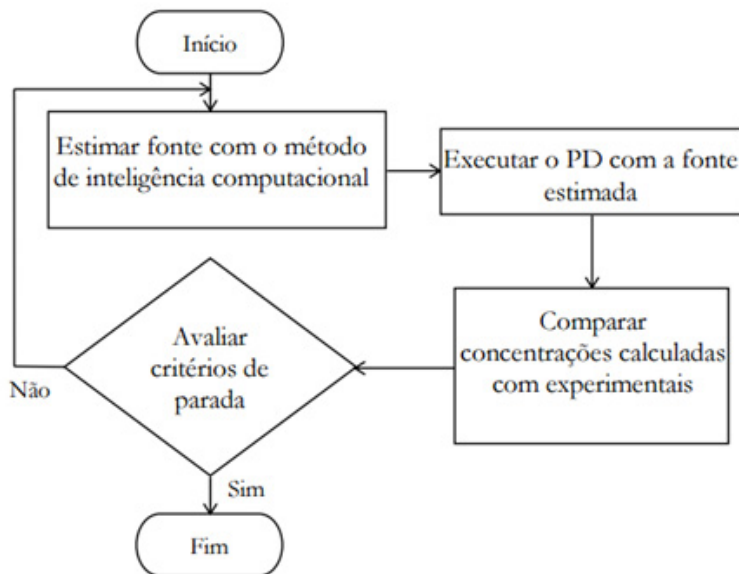 Início
Estimar fonte com o método
de inteligência computacional
Executar o PD com a fonte
estimada
Comparar
concentrações calculadas
com experimentais
Avaliar
critérios de
parada
Não
Sim
Fim